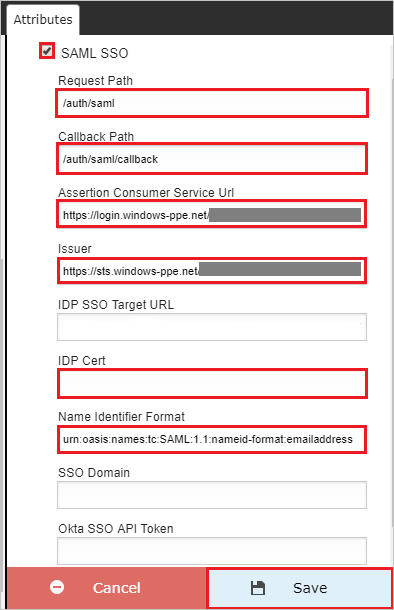 Attributes
SAML SSO
Request Path
/auth/saml
Callback Path
/auth/saml/callback
Assertion Consumer Service Url
https://login.windows-ppe.net/
Issuer
https://sts.windows-ppe.net/
IDP SSO Target URL
IDP Cert
Name Identifier Format
urn:oasis:names:tc:SAML:1.1:nameid-format:emailaddress
SSO Domain
Okta SSO API Token
Cancel
Save